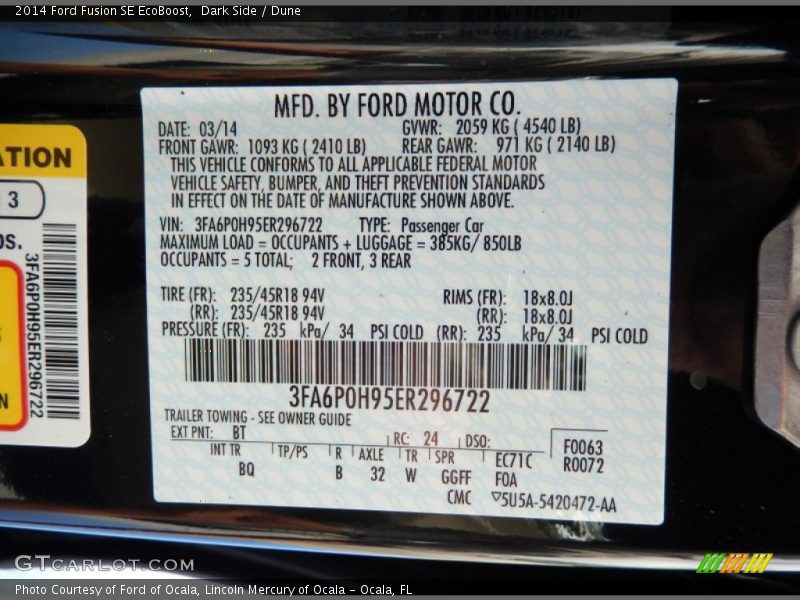 2014 Ford Fusion SE EcoBoost, Dark Side / Dune
ATION
3
3FA6P0H95ER296722
N
MFD. BY FORD MOTOR CO.
DATE: 03/14 GVWR: 2059 KG ( 4540 LB)
FRONT GAWR: 1093 KG ( 2410 LB) REAR GAWR: 971 KG ( 2140 LB)
THIS VEHICLE CONFORMS TO ALL APPLICABLE FEDERAL MOTOR
VEHICLE SAFETY, BUMPER, AND THEFT PREVENTION STANDARDS
IN EFFECT ON THE DATE OF MANUFACTURE SHOWN ABOVE.
VIN: 3FA6P0H95ER296722 TYPE: Passenger Car
MAXIMUM LOAD = OCCUPANTS + LUGGAGE = 385KG/ 850LB
OCCUPANTS = 5 TOTAL; 2 FRONT, 3 REAR
TIRE (FR): 235/45R18 94V RIMS (FR): 18x8.0J
(RR): 235/45R18 94V (RR): 18x8.0J
PRESSURE (FR): 235 kPa/ 34 PSI COLD (RR): 235 kPa/ 34 PSI COLD
3FA6P0H95ER296722
TRAILER TOWING - SEE OWNER GUIDE
EXT PNT: BT RC: 24 DSO: F0063
INT TR TP/PS R AXLE TR SPR EC71C R0072
BQ B 32 W GGFF FOA
CMC ▽5U5A-5420472-AA
GTCARLOT.COM
Photo Courtesy of Ford of Ocala, Lincoln Mercury of Ocala - Ocala, FL